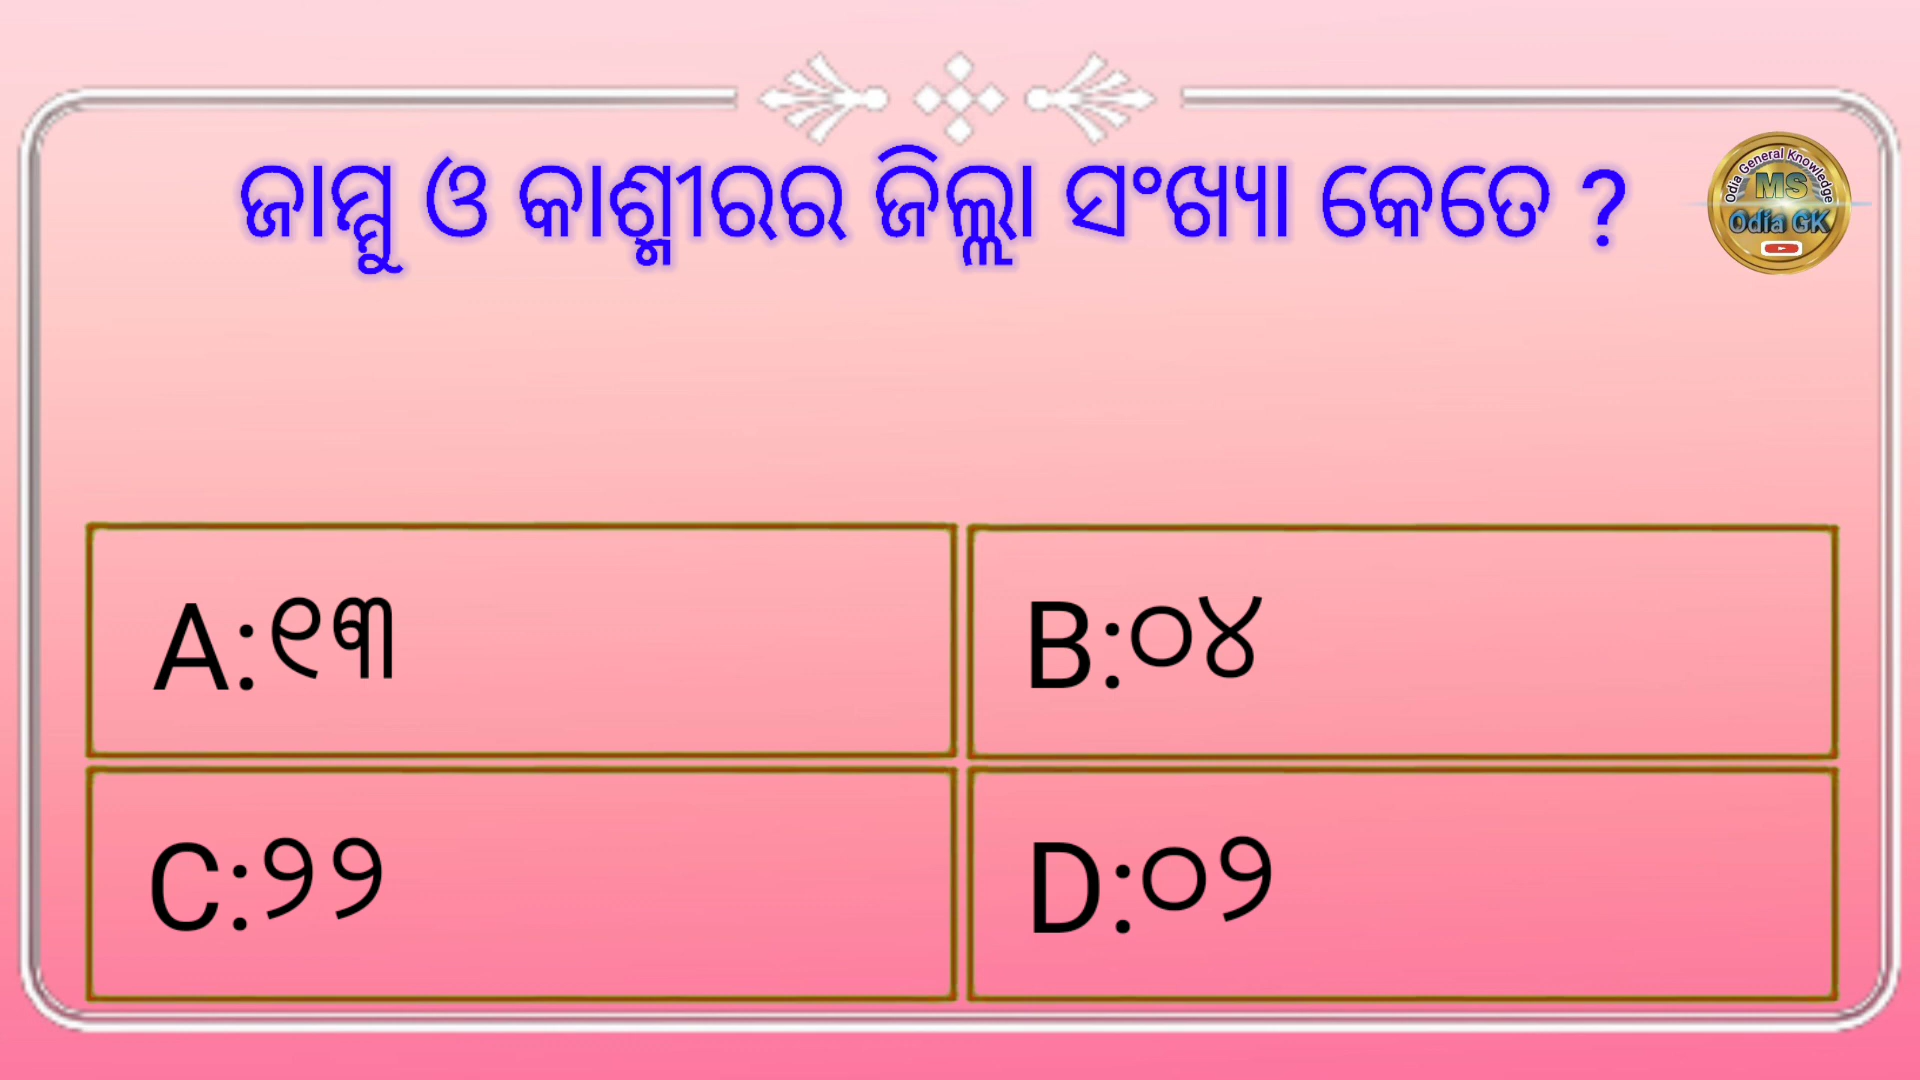 ଜାମ୍ମୁ ଓ କାଶ୍ମୀରର ଜିଲ୍ଲା ସଂଖ୍ୟା କେତେ ?
Odia General Knowledge
MS
Odia GK
A:୧୩
B:୦୪
C:୨୨
D:୦୨